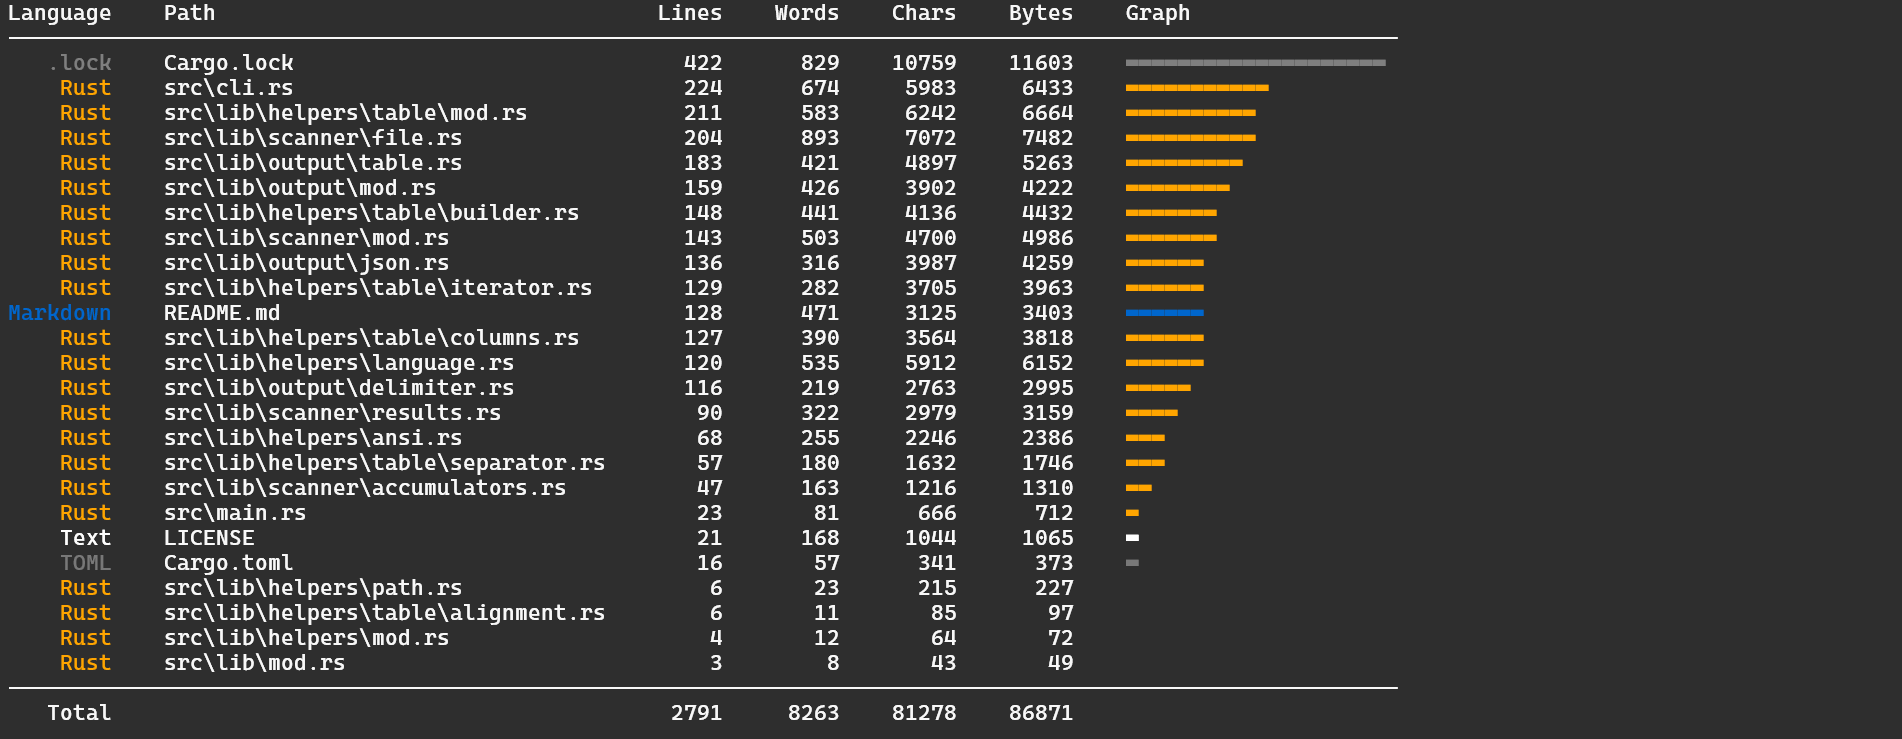 Language Path Lines Words Chars Bytes Graph
.lock Cargo.lock 422 829 10759 11603
Rust src\cli.rs 224 674 5983 6433
Rust src\lib\helpers\table\mod.rs 211 583 6242 6664
Rust src\lib\scanner\file.rs 204 893 7072 7482
Rust src\lib\output\table.rs 183 421 4897 5263
Rust src\lib\output\mod.rs 159 426 3902 4222
Rust src\lib\helpers\table\builder.rs 148 441 4136 4432
Rust src\lib\scanner\mod.rs 143 503 4700 4986
Rust src\lib\output\json.rs 136 316 3987 4259
Rust src\lib\helpers\table\iterator.rs 129 282 3705 3963
Markdown README.md 128 471 3125 3403
Rust src\lib\helpers\table\columns.rs 127 390 3564 3818
Rust src\lib\helpers\language.rs 120 535 5912 6152
Rust src\lib\output\delimiter.rs 116 219 2763 2995
Rust src\lib\scanner\results.rs 90 322 2979 3159
Rust src\lib\helpers\ansi.rs 68 255 2246 2386
Rust src\lib\helpers\table\separator.rs 57 180 1632 1746
Rust src\lib\scanner\accumulators.rs 47 163 1216 1310
Rust src\main.rs 23 81 666 712
Text LICENSE 21 168 1044 1065
TOML Cargo.toml 16 57 341 373
Rust src\lib\helpers\path.rs 6 23 215 227
Rust src\lib\helpers\table\alignment.rs 6 11 85 97
Rust src\lib\helpers\mod.rs 4 12 64 72
Rust src\lib\mod.rs 3 8 43 49
Total 2791 8263 81278 86871